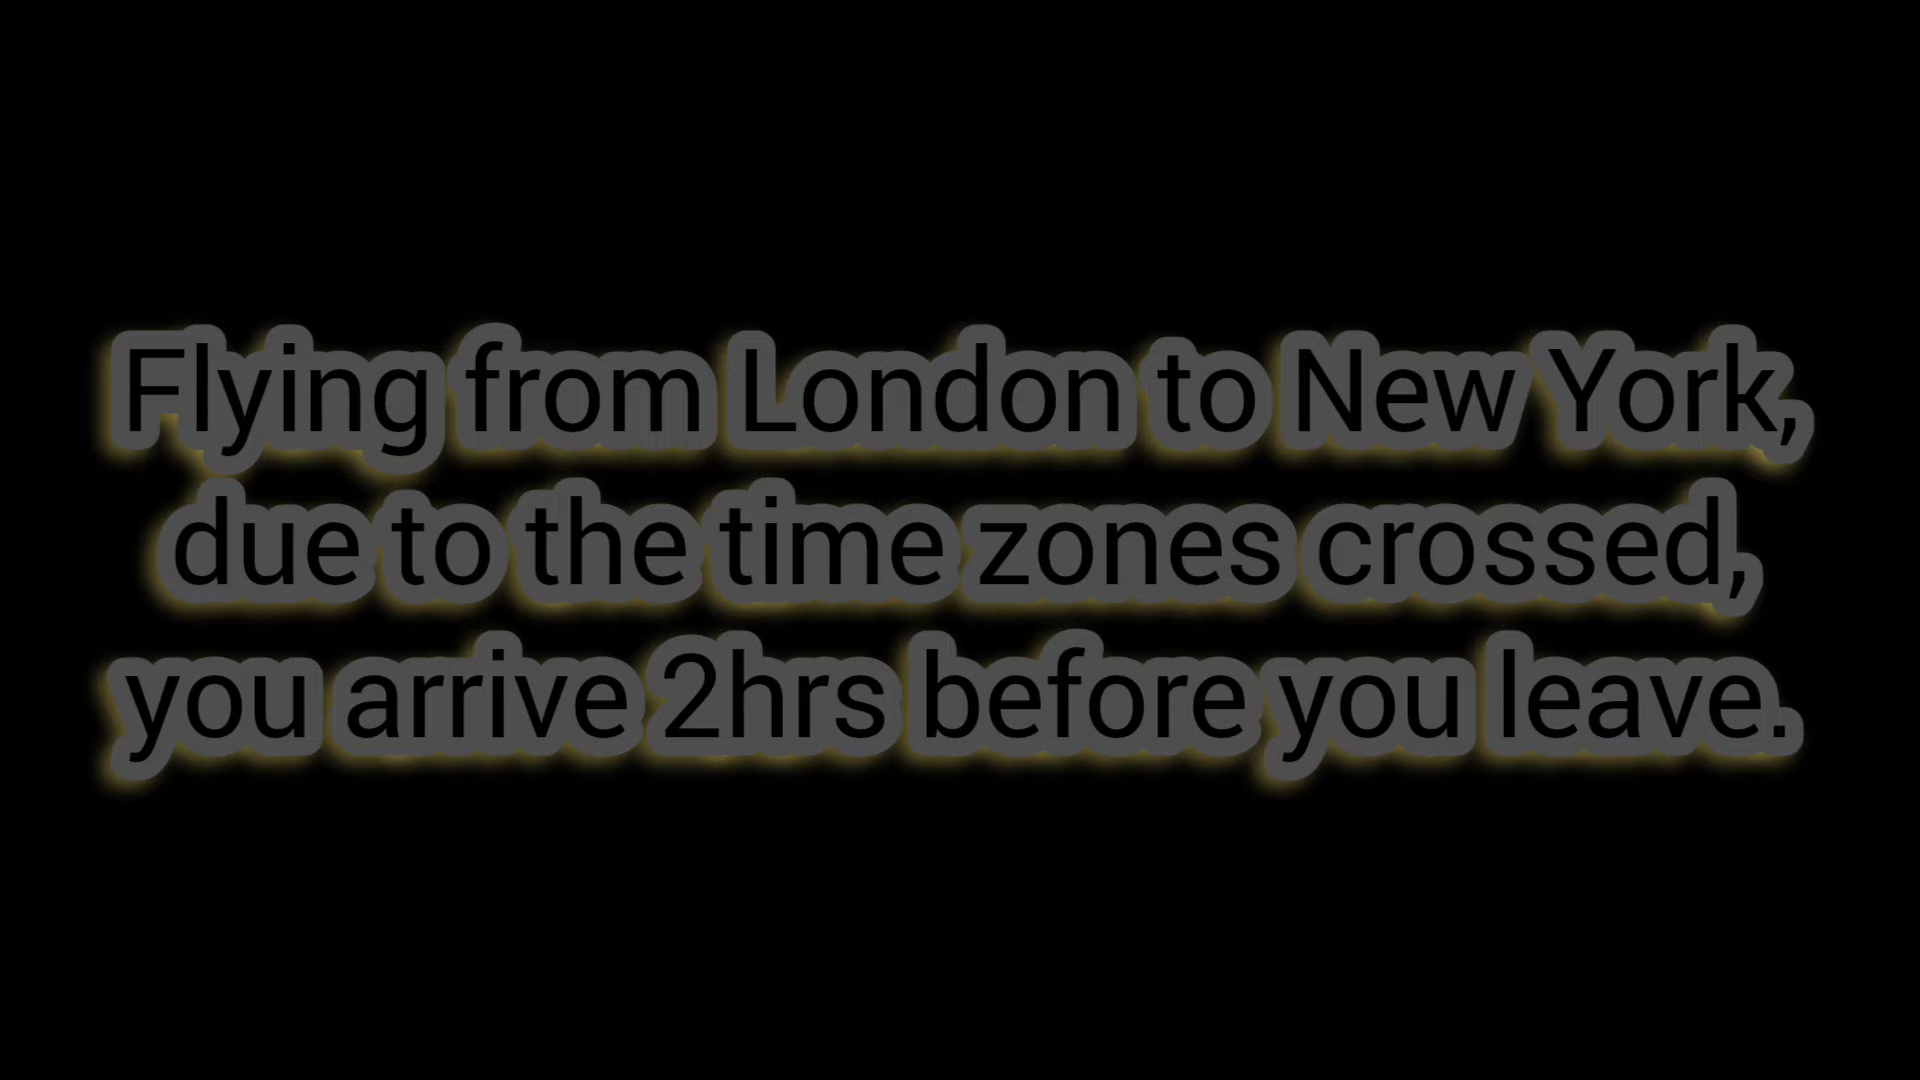 Flying from London to New York,
due to the time zones crossed,
you arrive 2hrs before you leave.